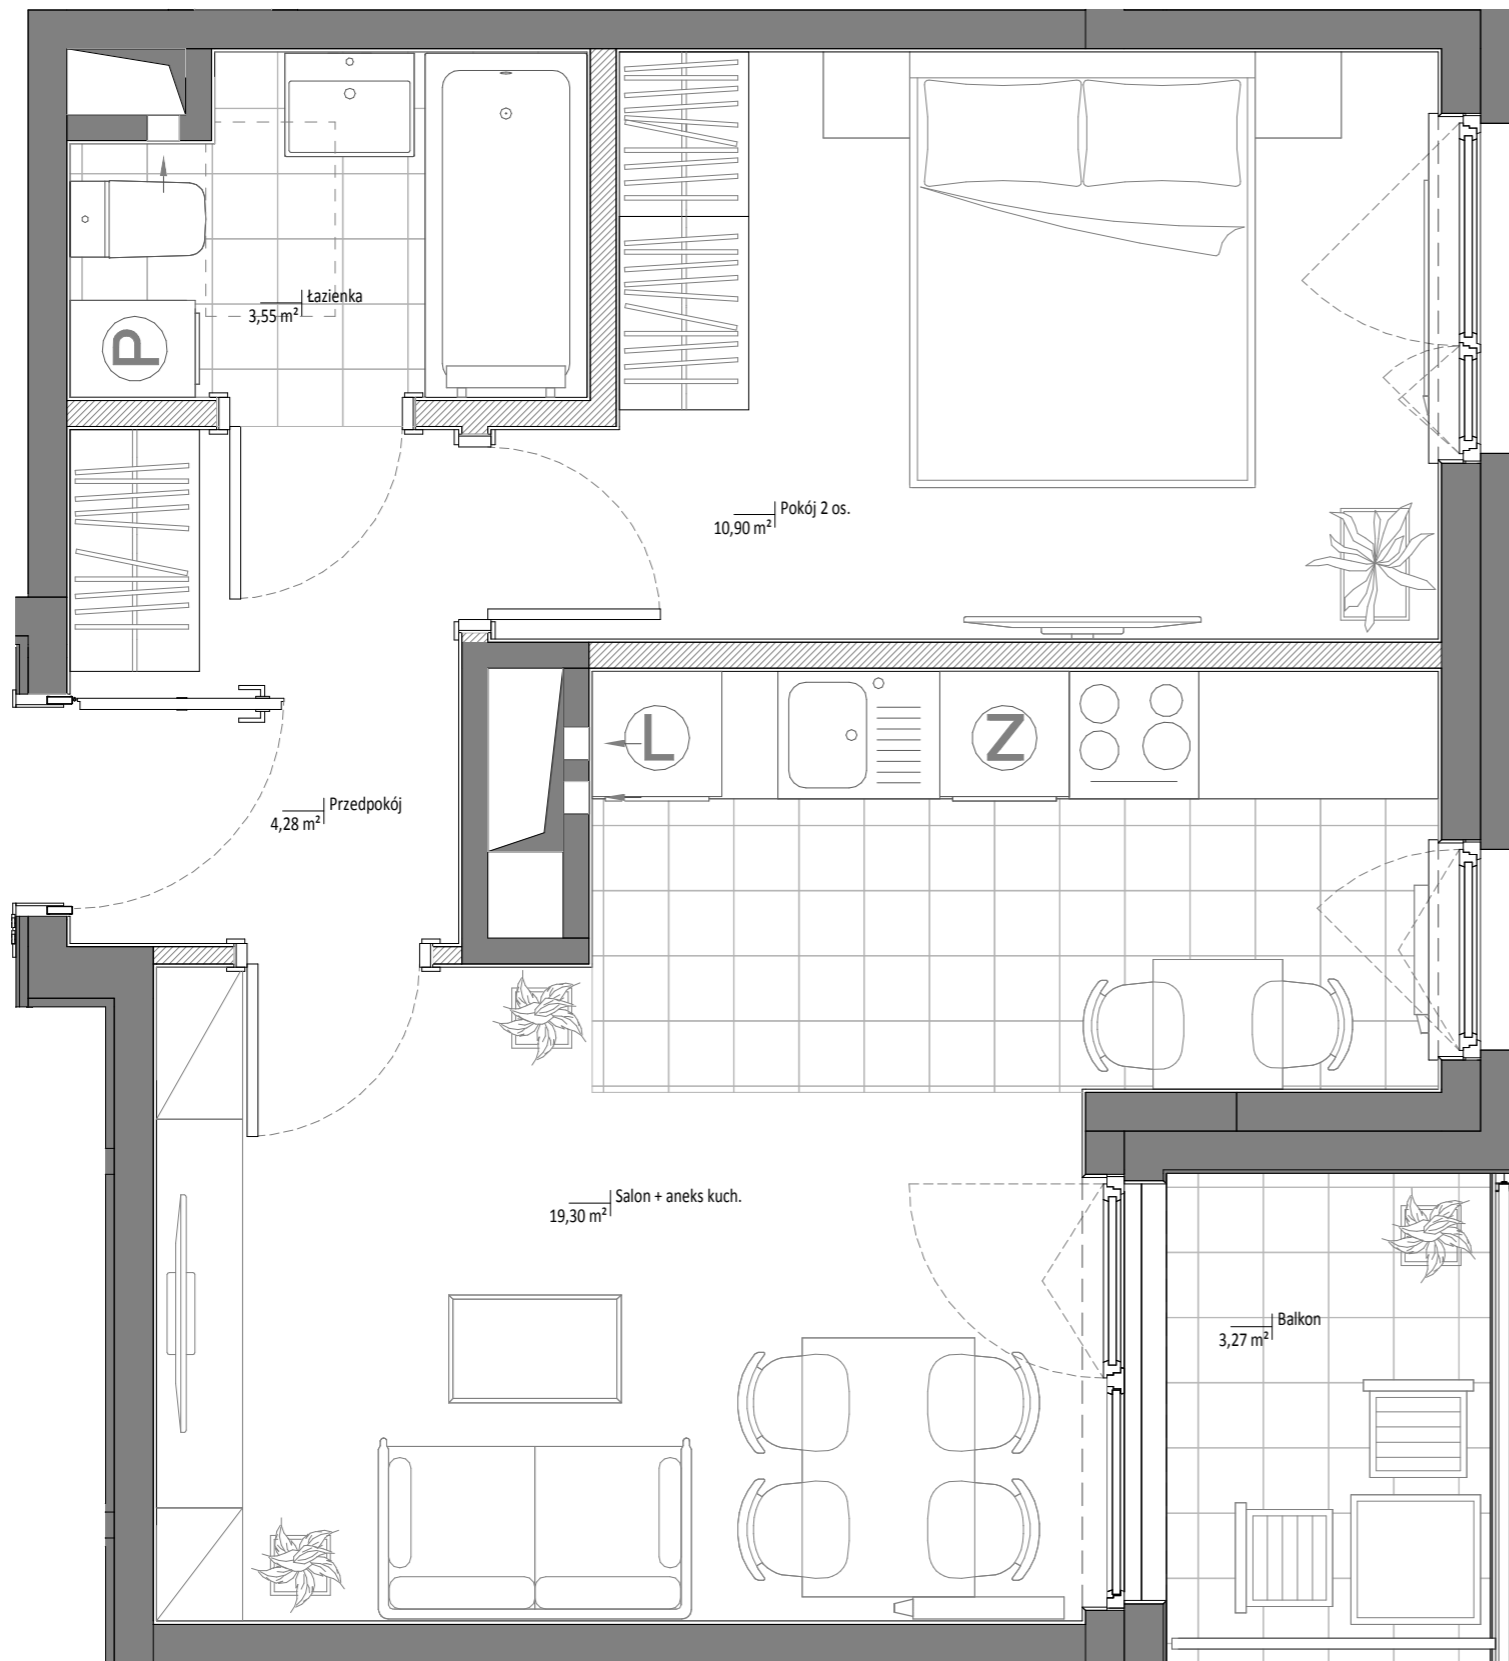 Łazienka
3,55 m²
P
Pokój 2 os.
10,90 m²
L
Z
Przedpokój
4,28 m²
Salon + aneks kuch.
19,30 m²
Balkon
3,27 m²